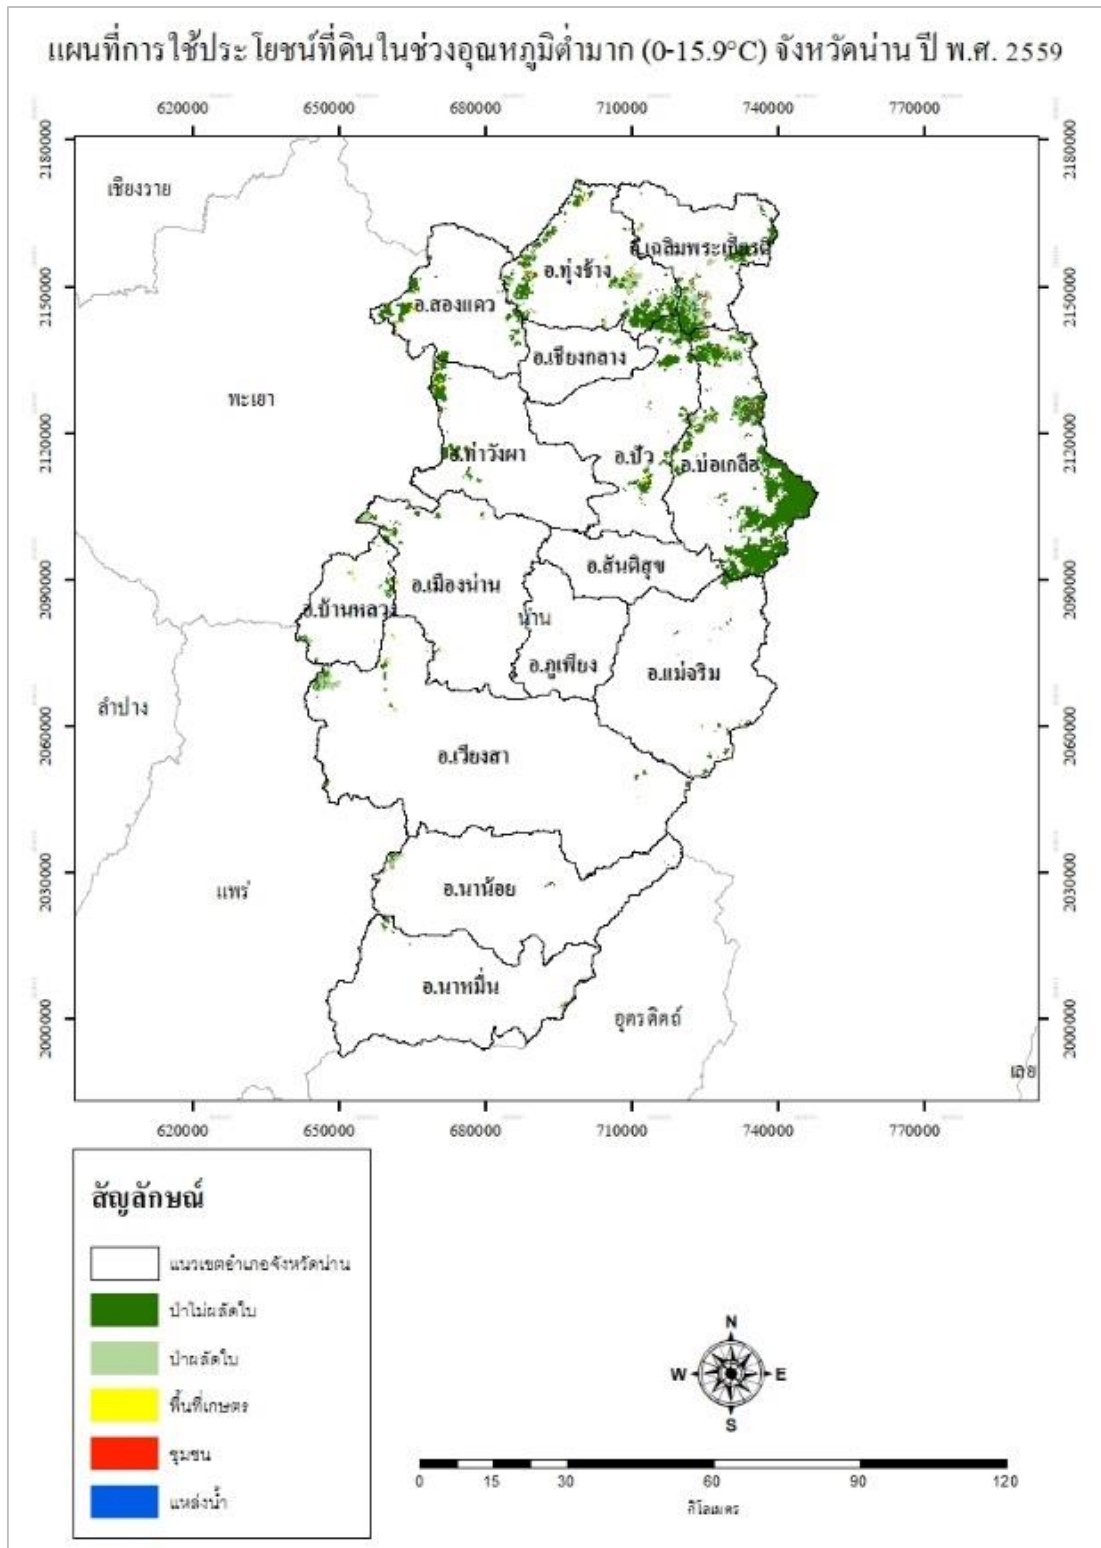 แผนที่การใช้ประโยชน์ที่ดินในช่วงอุณหภูมิต่ำมาก (0-15.9°C) จังหวัดน่าน ปี พ.ศ. 2559
620000 650000 680000 710000 740000 770000
2180000 2180000
เชียงราย
อ.เฉลิมพระเกียรติ
อ.ทุ่งช้าง
2150000 2150000
อ.สองแคว
อ.เชียงกลาง
พะเยา
2120000 2120000
อ.ท่าวังผา
อ.ปัว
อ.บ่อเกลือ
อ.สันติสุข
2090000 2090000
อ.เมืองน่าน
อ.บ้านหลวง
น่าน
อ.ภูเพียง
อ.แม่จริม
ลำปาง
2060000 2060000
อ.เวียงสา
2030000 2030000
แพร่
อ.นาน้อย
อ.นาหมื่น
2000000 2000000
อุตรดิตถ์
เลย
620000 650000 680000 710000 740000 770000
สัญลักษณ์
แนวเขตอำเภอจังหวัดน่าน
ป่าไม่ผลัดใบ
ป่าผลัดใบ
พื้นที่เกษตร
ชุมชน
แหล่งน้ำ
N
W E
S
0 15 30 60 90 120
กิโลเมตร